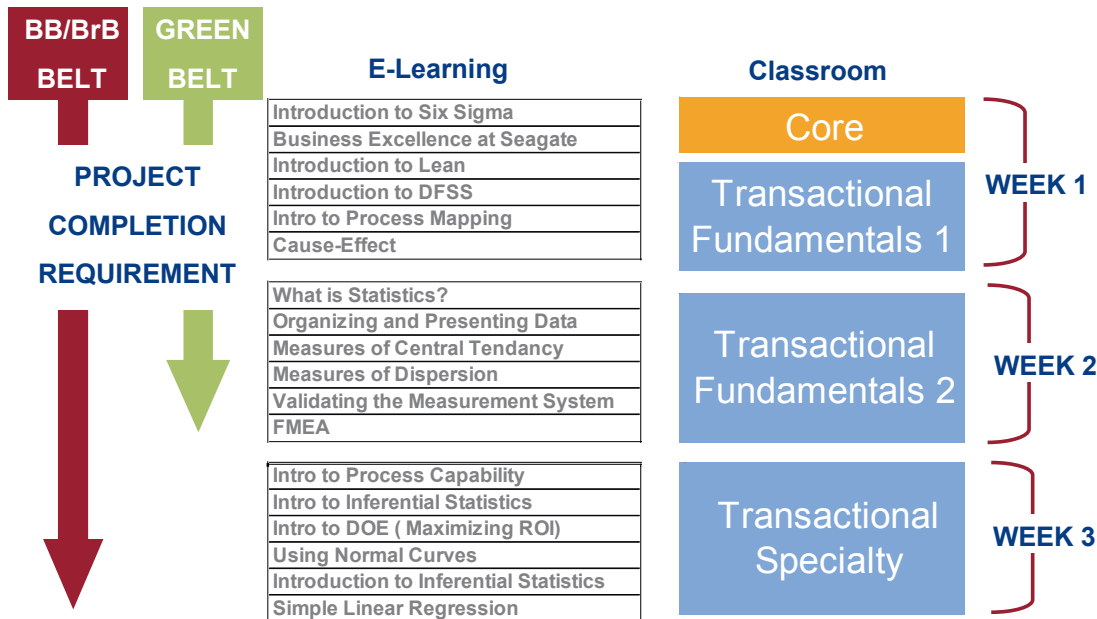 BB/BrB
BELT
GREEN
BELT
PROJECT
COMPLETION
REQUIREMENT
E-Learning
Introduction to Six Sigma
Business Excellence at Seagate
Introduction to Lean
Introduction to DFSS
Intro to Process Mapping
Cause-Effect
What is Statistics?
Organizing and Presenting Data
Measures of Central Tendancy
Measures of Dispersion
Validating the Measurement System
FMEA
Intro to Process Capability
Intro to Inferential Statistics
Intro to DOE ( Maximizing ROI)
Using Normal Curves
Introduction to Inferential Statistics
Simple Linear Regression
Classroom
Core
Transactional
Fundamentals 1
Transactional
Fundamentals 2
Transactional
Specialty
WEEK 1
WEEK 2
WEEK 3